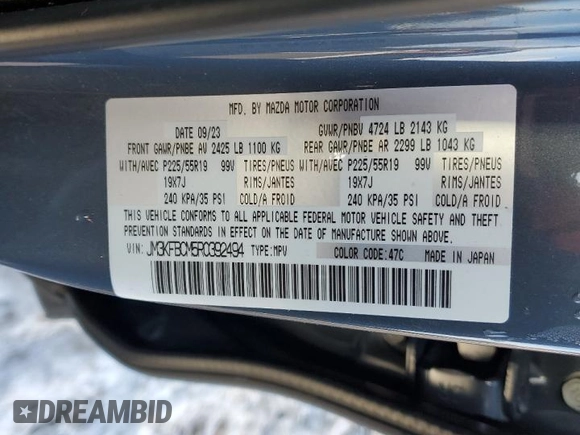 MFD. BY MAZDA MOTOR CORPORATION
DATE 09/23 GVWR/PNBV 4724 LB 2143 KG
FRONT GAWR/PNBE AV 2425 LB 1100 KG REAR GAWR/PNBE AR 2299 LB 1043 KG
WITH/AVEC P225/55R19 99V TIRES/PNEUS WITH/AVEC P225/55R19 99V TIRES/PNEUS
19X7J RIMS/JANTES 19X7J RIMS/JANTES
240 KPA/35 PSI COLD/A FROID 240 KPA/35 PSI COLD/A FROID
THIS VEHICLE CONFORMS TO ALL APPLICABLE FEDERAL MOTOR VEHICLE SAFETY AND THEFT
PREVENTION STANDARDS IN EFFECT ON THE DATE OF MANUFACTURE SHOWN ABOVE.
VIN: JM3KFBCM5R0392494 TYPE:MPV COLOR CODE:47C MADE IN JAPAN
DREAMBID